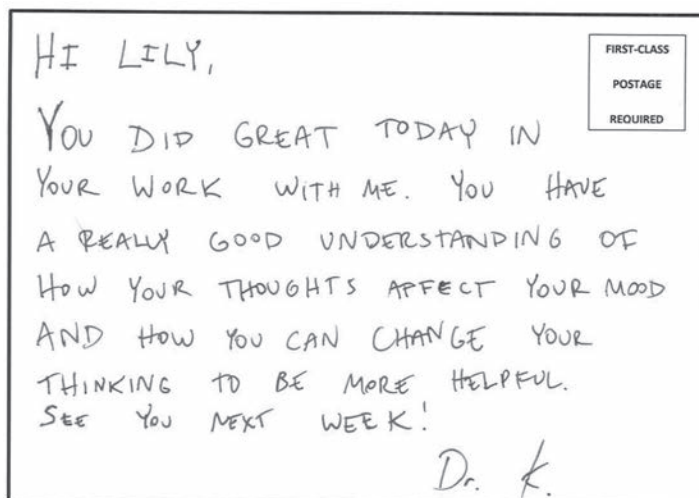 HI LILY,
FIRST-CLASS
POSTAGE
REQUIRED
YOU DID GREAT TODAY IN
YOUR WORK WITH ME. YOU HAVE
A REALLY GOOD UNDERSTANDING OF
HOW YOUR THOUGHTS AFFECT YOUR MOOD
AND HOW YOU CAN CHANGE YOUR
THINKING TO BE MORE HELPFUL.
SEE YOU NEXT WEEK!
Dr. K.